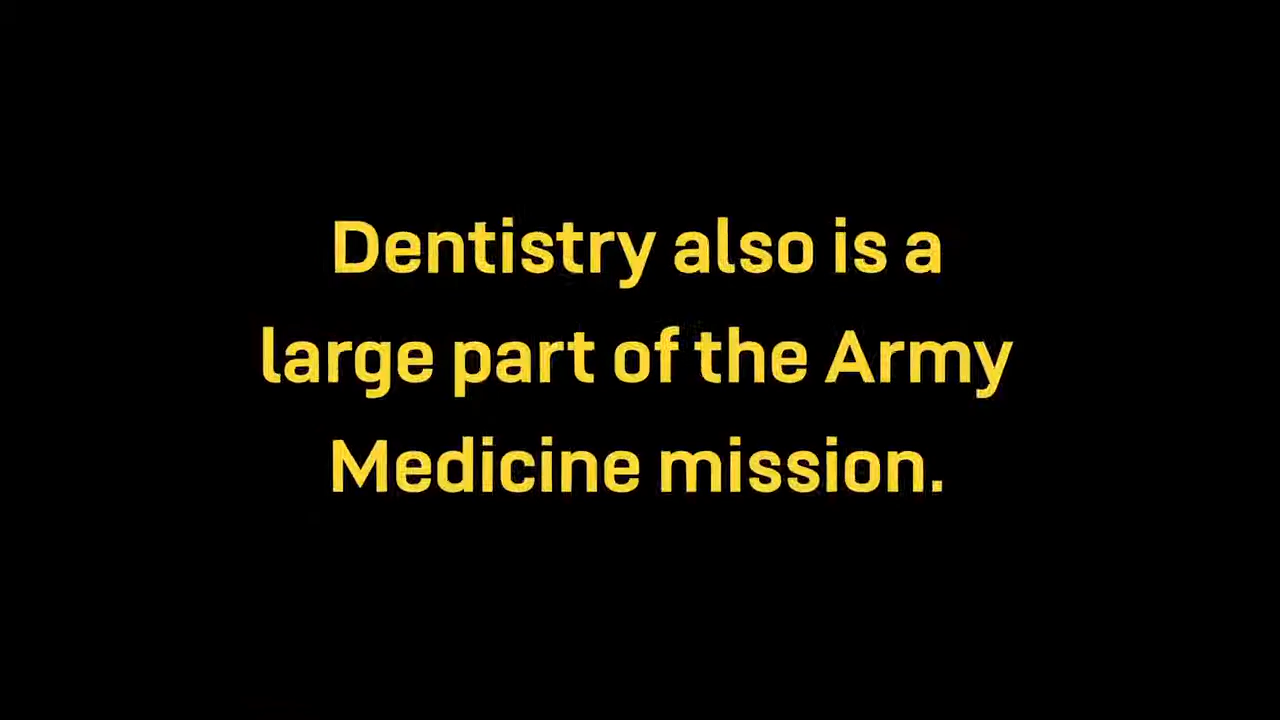 Dentistry also is a
large part of the Army
Medicine mission.